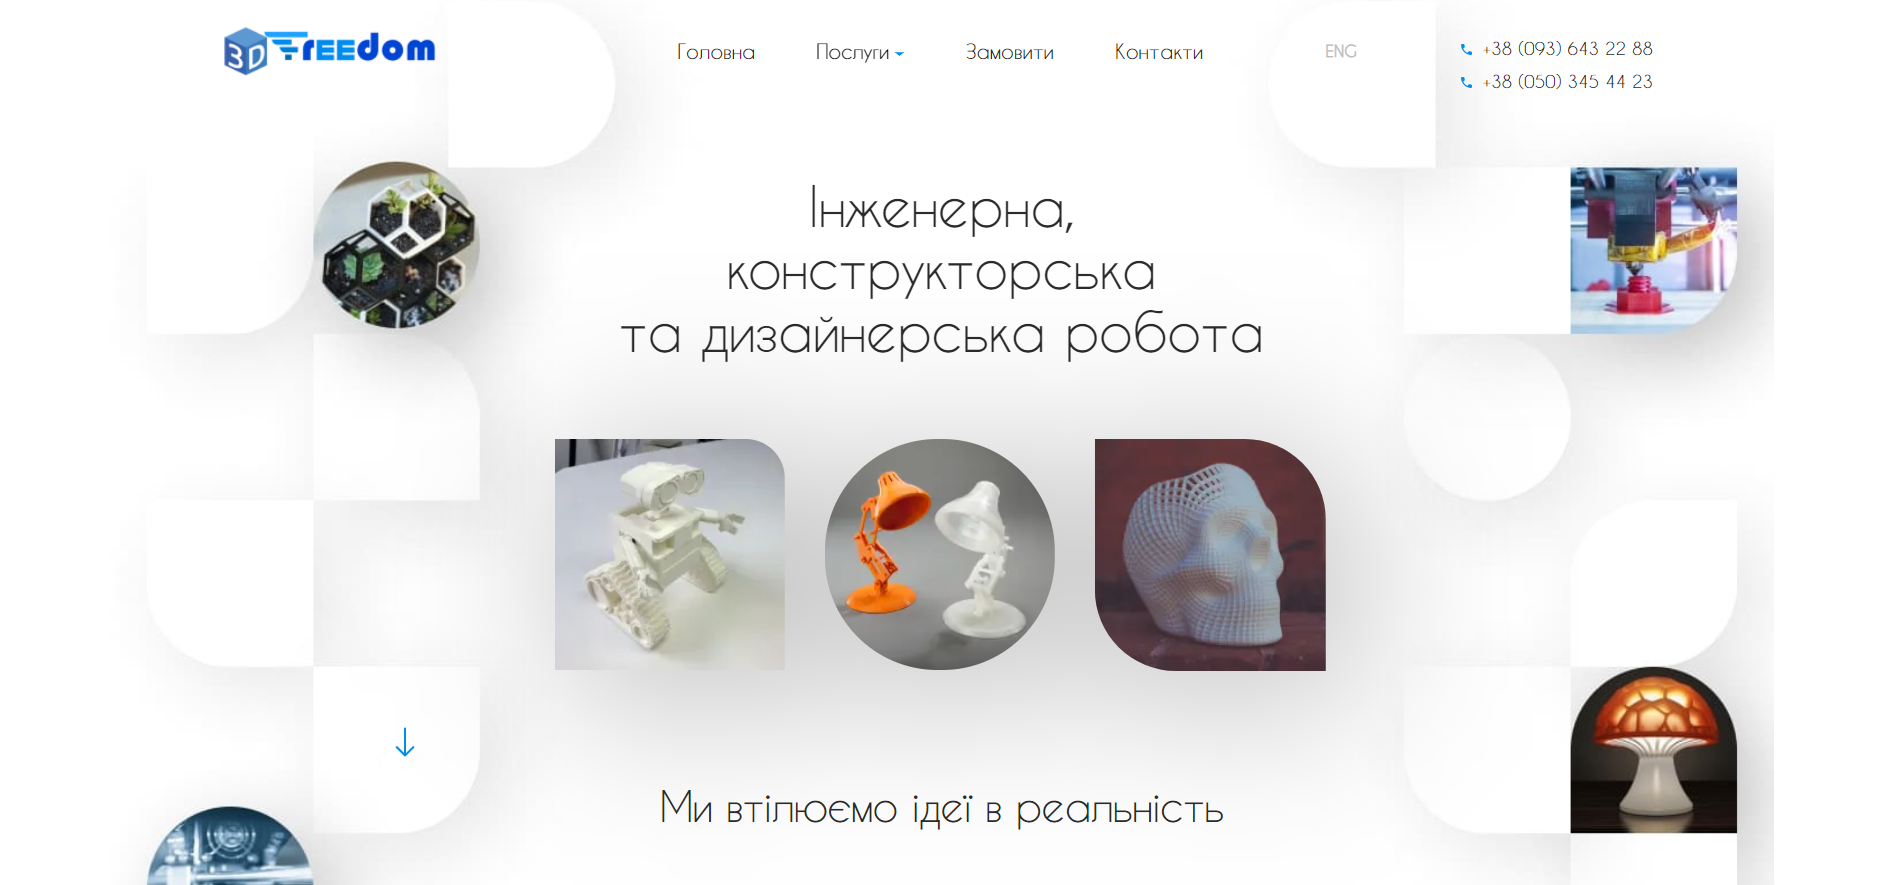 3D Freedom
Головна
Послуги
Замовити
Контакти
ENG
+38 (093) 643 22 88
+38 (050) 345 44 23
Інженерна,
конструкторська
та дизайнерська робота
Ми втілюємо ідеї в реальність